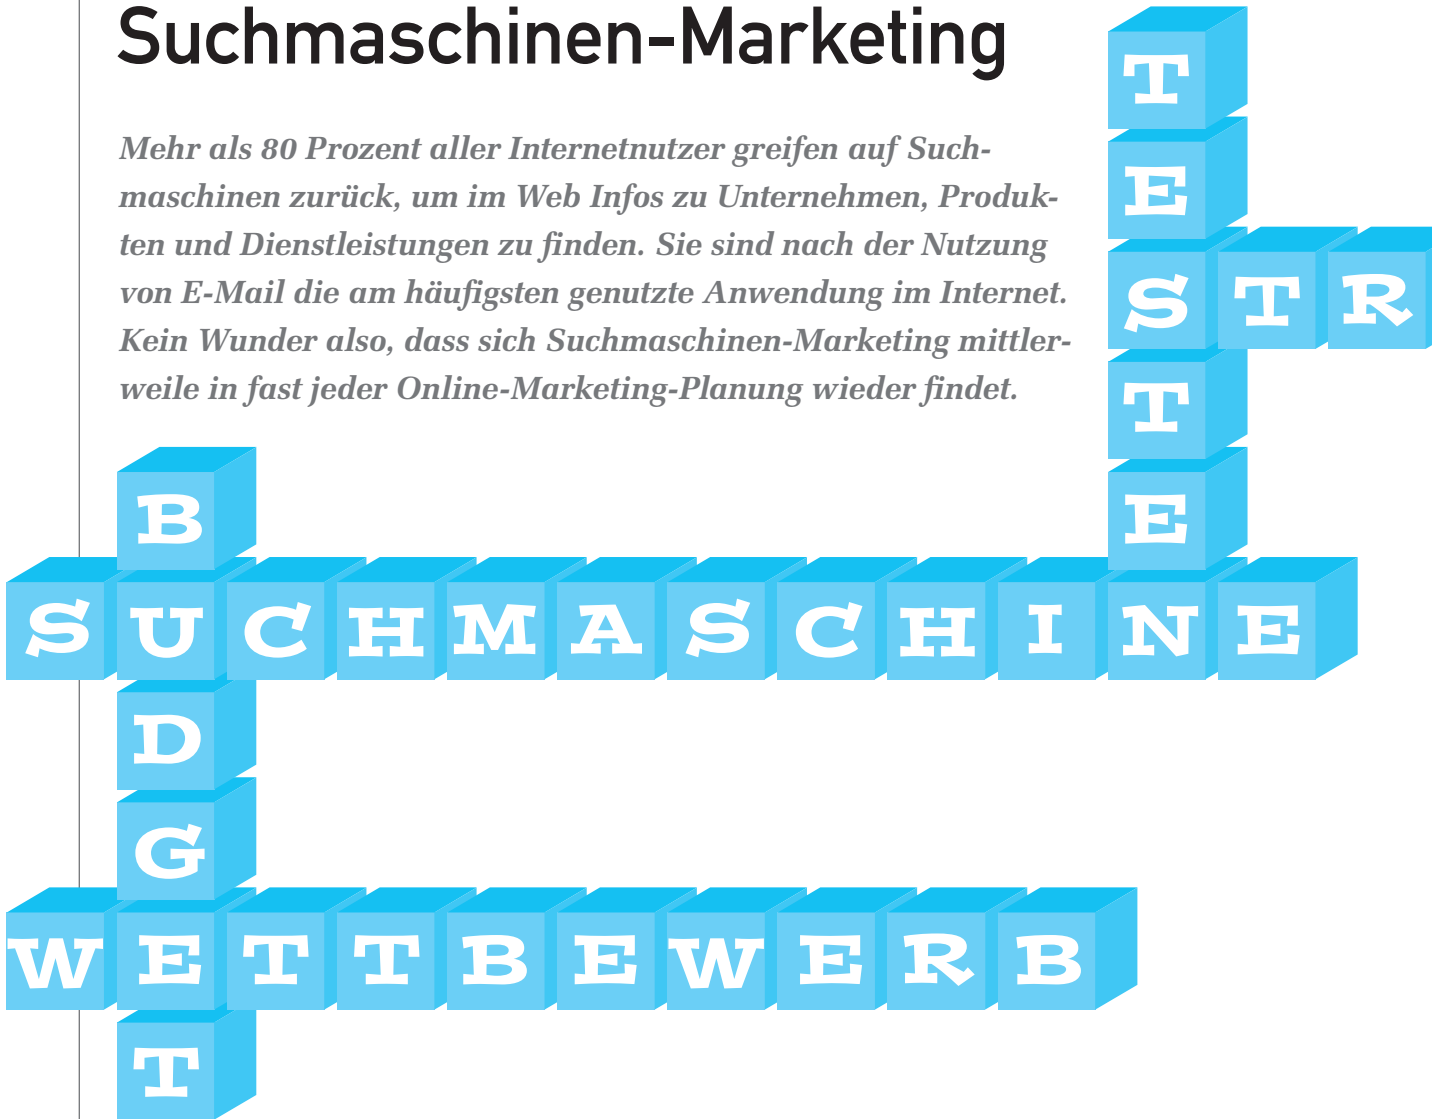 Suchmaschinen-Marketing
Mehr als 80 Prozent aller Internetnutzer greifen auf Such-
maschinen zurück, um im Web Infos zu Unternehmen, Produk-
ten und Dienstleistungen zu finden. Sie sind nach der Nutzung
von E-Mail die am häufigsten genutzte Anwendung im Internet.
Kein Wunder also, dass sich Suchmaschinen-Marketing mittler-
weile in fast jeder Online-Marketing-Planung wieder findet.
TESTEN
STR
BUDGET
SUCHMASCHINE
WETTBEWERB